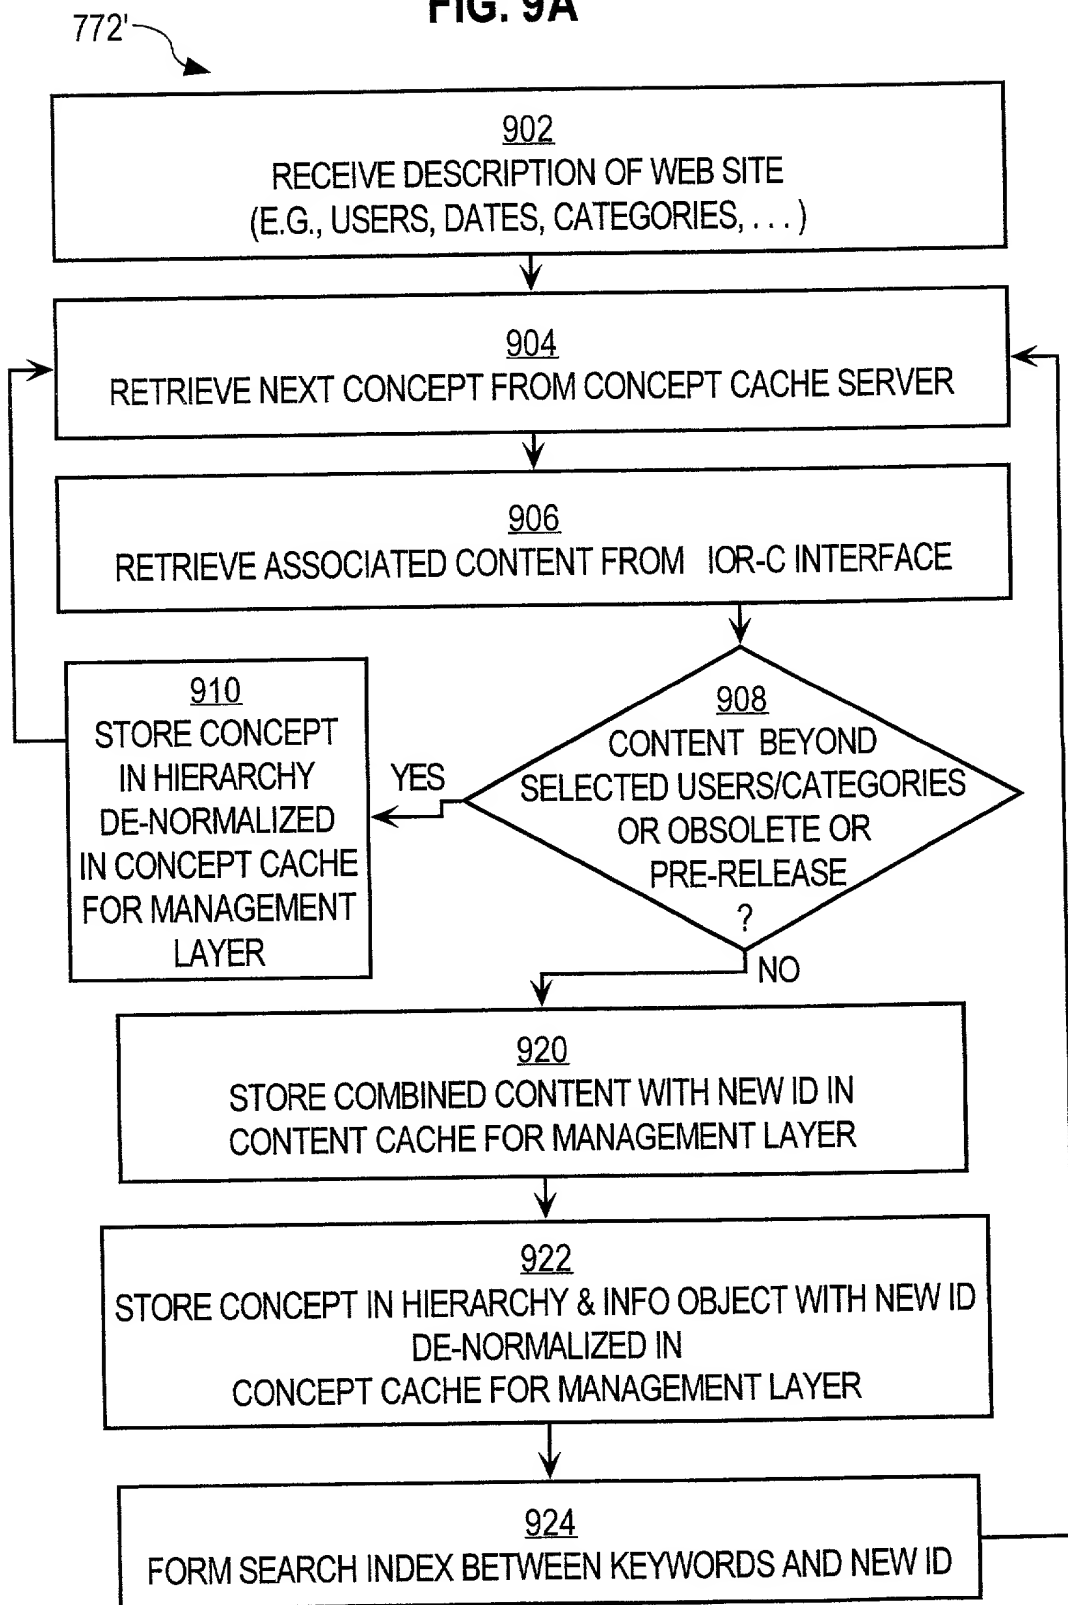 FIG. 9A
772'
902
RECEIVE DESCRIPTION OF WEB SITE
(E.G., USERS, DATES, CATEGORIES, . . . )
904
RETRIEVE NEXT CONCEPT FROM CONCEPT CACHE SERVER
906
RETRIEVE ASSOCIATED CONTENT FROM IOR-C INTERFACE
908
CONTENT BEYOND
SELECTED USERS/CATEGORIES
OR OBSOLETE OR
PRE-RELEASE
?
YES
910
STORE CONCEPT
IN HIERARCHY
DE-NORMALIZED
IN CONCEPT CACHE
FOR MANAGEMENT
LAYER
NO
920
STORE COMBINED CONTENT WITH NEW ID IN
CONTENT CACHE FOR MANAGEMENT LAYER
922
STORE CONCEPT IN HIERARCHY & INFO OBJECT WITH NEW ID
DE-NORMALIZED IN
CONCEPT CACHE FOR MANAGEMENT LAYER
924
FORM SEARCH INDEX BETWEEN KEYWORDS AND NEW ID